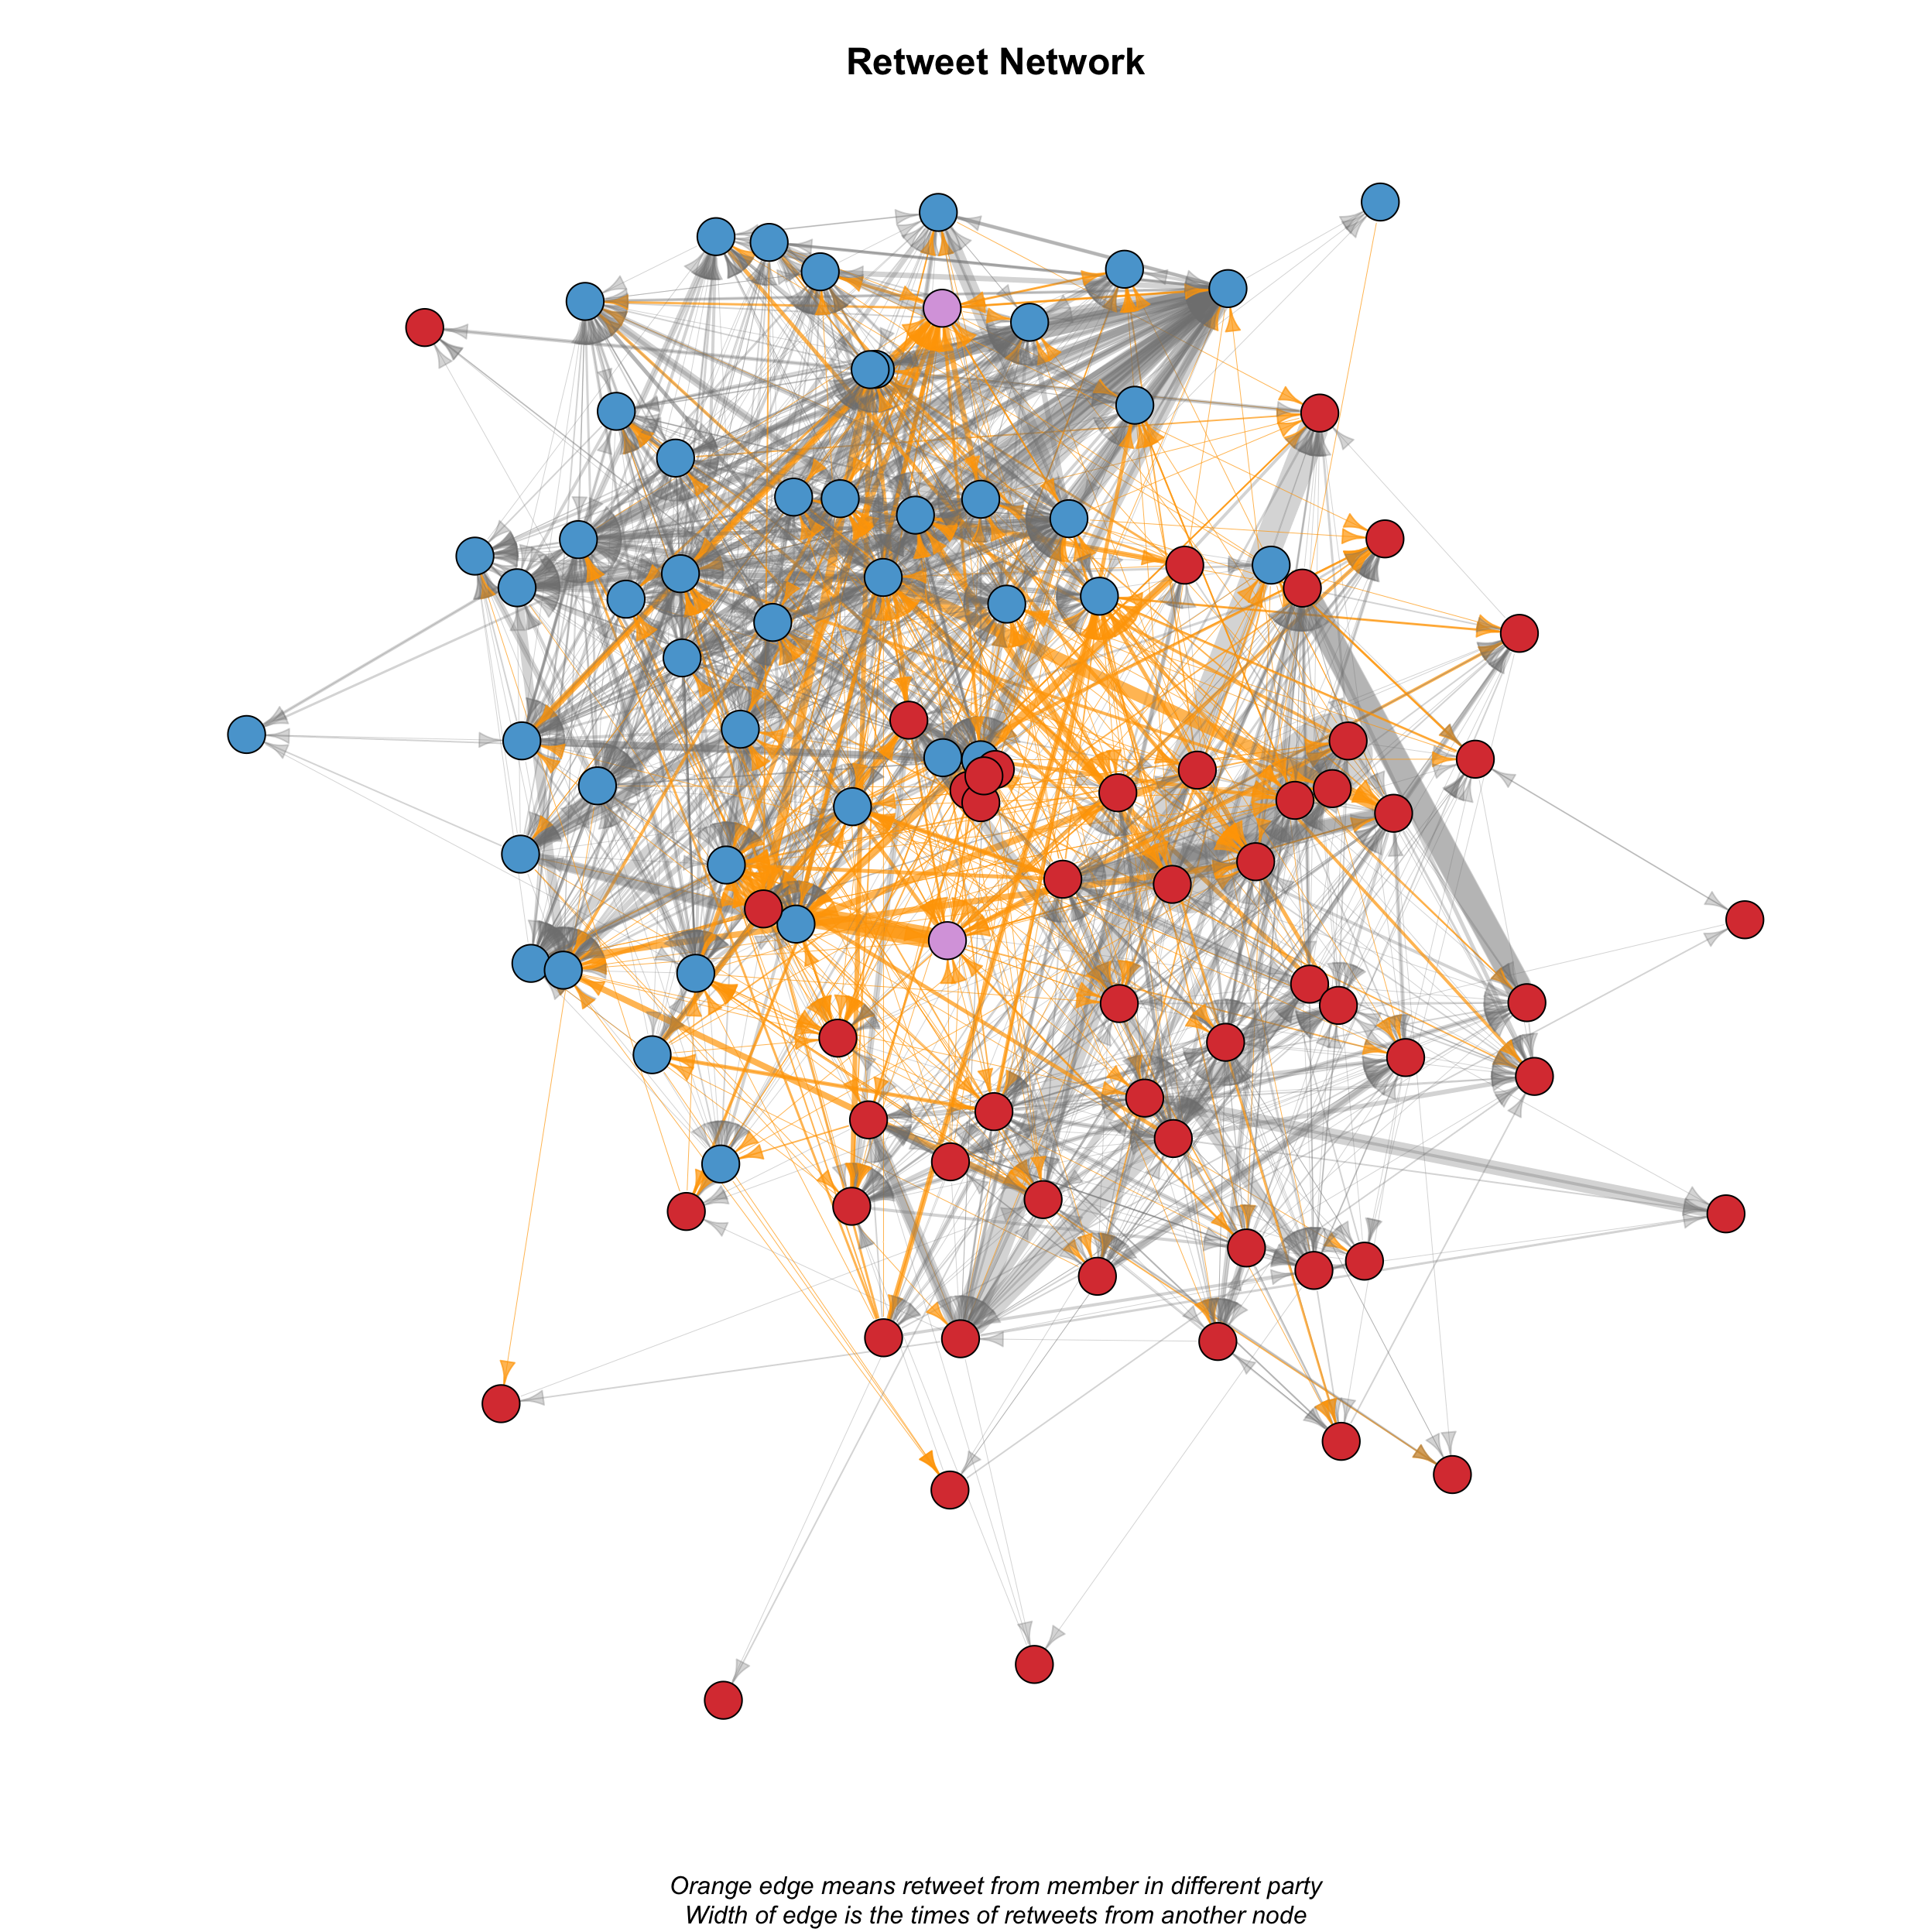 Retweet Network
Orange edge means retweet from member in different party
Width of edge is the times of retweets from another node